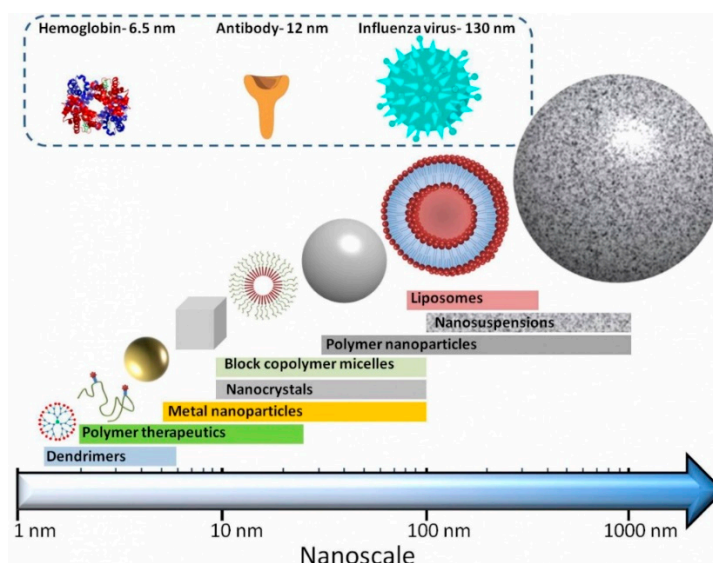 Hemoglobin- 6.5 nm Antibody- 12 nm Influenza virus- 130 nm
Liposomes
Nanosuspensions
Polymer nanoparticles
Block copolymer micelles
Nanocrystals
Metal nanoparticles
Polymer therapeutics
Dendrimers
1 nm 10 nm 100 nm 1000 nm
Nanoscale